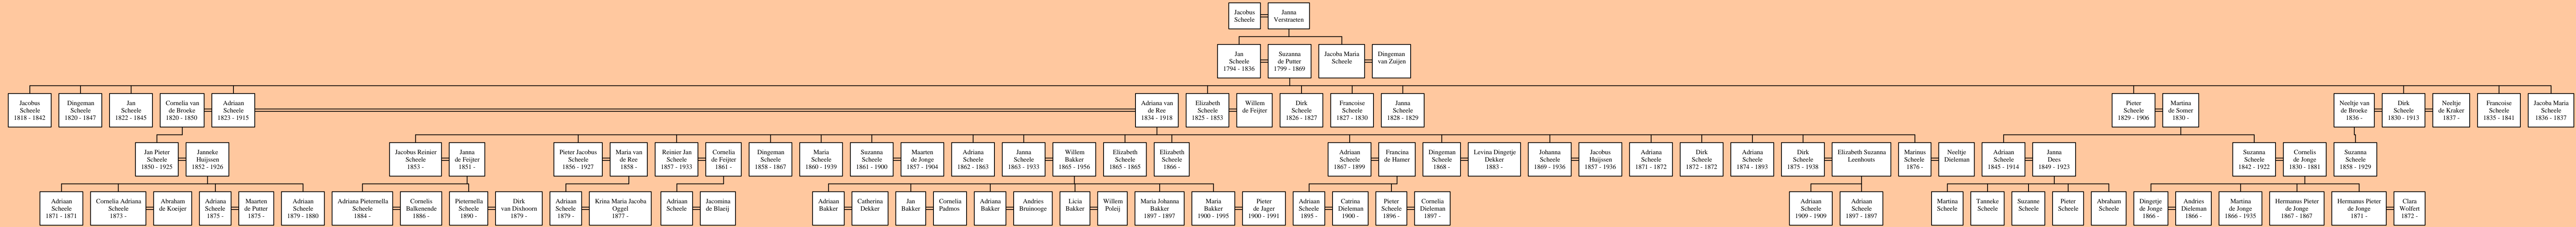 Jacobus
Scheele
Janna
Verstraeten
Jan
Scheele
1794 - 1836
Suzanna
de Putter
1799 - 1869
Jacoba Maria
Scheele
Dingeman
van Zuijen
Jacobus
Scheele
1818 - 1842
Dingeman
Scheele
1820 - 1847
Jan
Scheele
1822 - 1845
Cornelia van
de Broeke
1820 - 1850
Adriaan
Scheele
1823 - 1915
Adriana van
de Ree
1834 - 1918
Elizabeth
Scheele
1825 - 1853
Willem
de Feijter
Dirk
Scheele
1826 - 1827
Francoise
Scheele
1827 - 1830
Janna
Scheele
1828 - 1829
Pieter
Scheele
1829 - 1906
Martina
de Somer
1830 -
Neeltje van
de Broeke
1836 -
Dirk
Scheele
1830 - 1913
Neeltje
de Kraker
1837 -
Francoise
Scheele
1835 - 1841
Jacoba Maria
Scheele
1836 - 1837
Jan Pieter
Scheele
1850 - 1925
Janneke
Huijssen
1852 - 1926
Jacobus Reinier
Scheele
1853 -
Janna
de Feijter
1851 -
Pieter Jacobus
Scheele
1856 - 1927
Maria van
de Ree
1858 -
Reinier Jan
Scheele
1857 - 1933
Cornelia
de Feijter
1861 -
Dingeman
Scheele
1858 - 1867
Maria
Scheele
1860 - 1939
Suzanna
Scheele
1861 - 1900
Maarten
de Jonge
1857 - 1904
Adriana
Scheele
1862 - 1863
Janna
Scheele
1863 - 1933
Willem
Bakker
1865 - 1956
Elizabeth
Scheele
1865 - 1865
Elizabeth
Scheele
1866 -
Adriaan
Scheele
1867 - 1899
Francina
de Hamer
Dingeman
Scheele
1868 -
Levina Dingetje
Dekker
1883 -
Johanna
Scheele
1869 - 1936
Jacobus
Huijssen
1857 - 1936
Adriana
Scheele
1871 - 1872
Dirk
Scheele
1872 - 1872
Adriana
Scheele
1874 - 1893
Dirk
Scheele
1875 - 1938
Elizabeth Suzanna
Leenhouts
Marinus
Scheele
1876 -
Neeltje
Dieleman
Adriaan
Scheele
1845 - 1914
Janna
Dees
1849 - 1923
Suzanna
Scheele
1842 - 1922
Cornelis
de Jonge
1830 - 1881
Suzanna
Scheele
1858 - 1929
Adriaan
Scheele
1871 - 1871
Cornelia Adriana
Scheele
1873 -
Abraham
de Koeijer
Adriana
Scheele
1875 -
Maarten
de Putter
1875 -
Adriaan
Scheele
1879 - 1880
Adriana Pieternella
Scheele
1884 -
Cornelis
Balkenende
1886 -
Pieternella
Scheele
1890 -
Dirk
van Dixhoorn
1879 -
Adriaan
Scheele
1879 -
Krina Maria Jacoba
Oggel
1877 -
Adriaan
Scheele
Jacomina
de Blaeij
Adriaan
Bakker
Catharina
Dekker
Jan
Bakker
Cornelia
Padmos
Adriana
Bakker
Andries
Bruinooge
Licia
Bakker
Willem
Poleij
Maria Johanna
Bakker
1897 - 1897
Maria
Bakker
1900 - 1995
Pieter
de Jager
1900 - 1991
Adriaan
Scheele
1895 -
Catrina
Dieleman
1900 -
Pieter
Scheele
1896 -
Cornelia
Dieleman
1897 -
Adriaan
Scheele
1909 - 1909
Adriaan
Scheele
1897 - 1897
Martina
Scheele
Tanneke
Scheele
Suzanne
Scheele
Pieter
Scheele
Abraham
Scheele
Dingetje
de Jonge
1866 -
Andries
Dieleman
1866 -
Martina
de Jonge
1866 - 1935
Hermanus Pieter
de Jonge
1867 - 1867
Hermanus Pieter
de Jonge
1871 -
Clara
Wolfert
1872 -